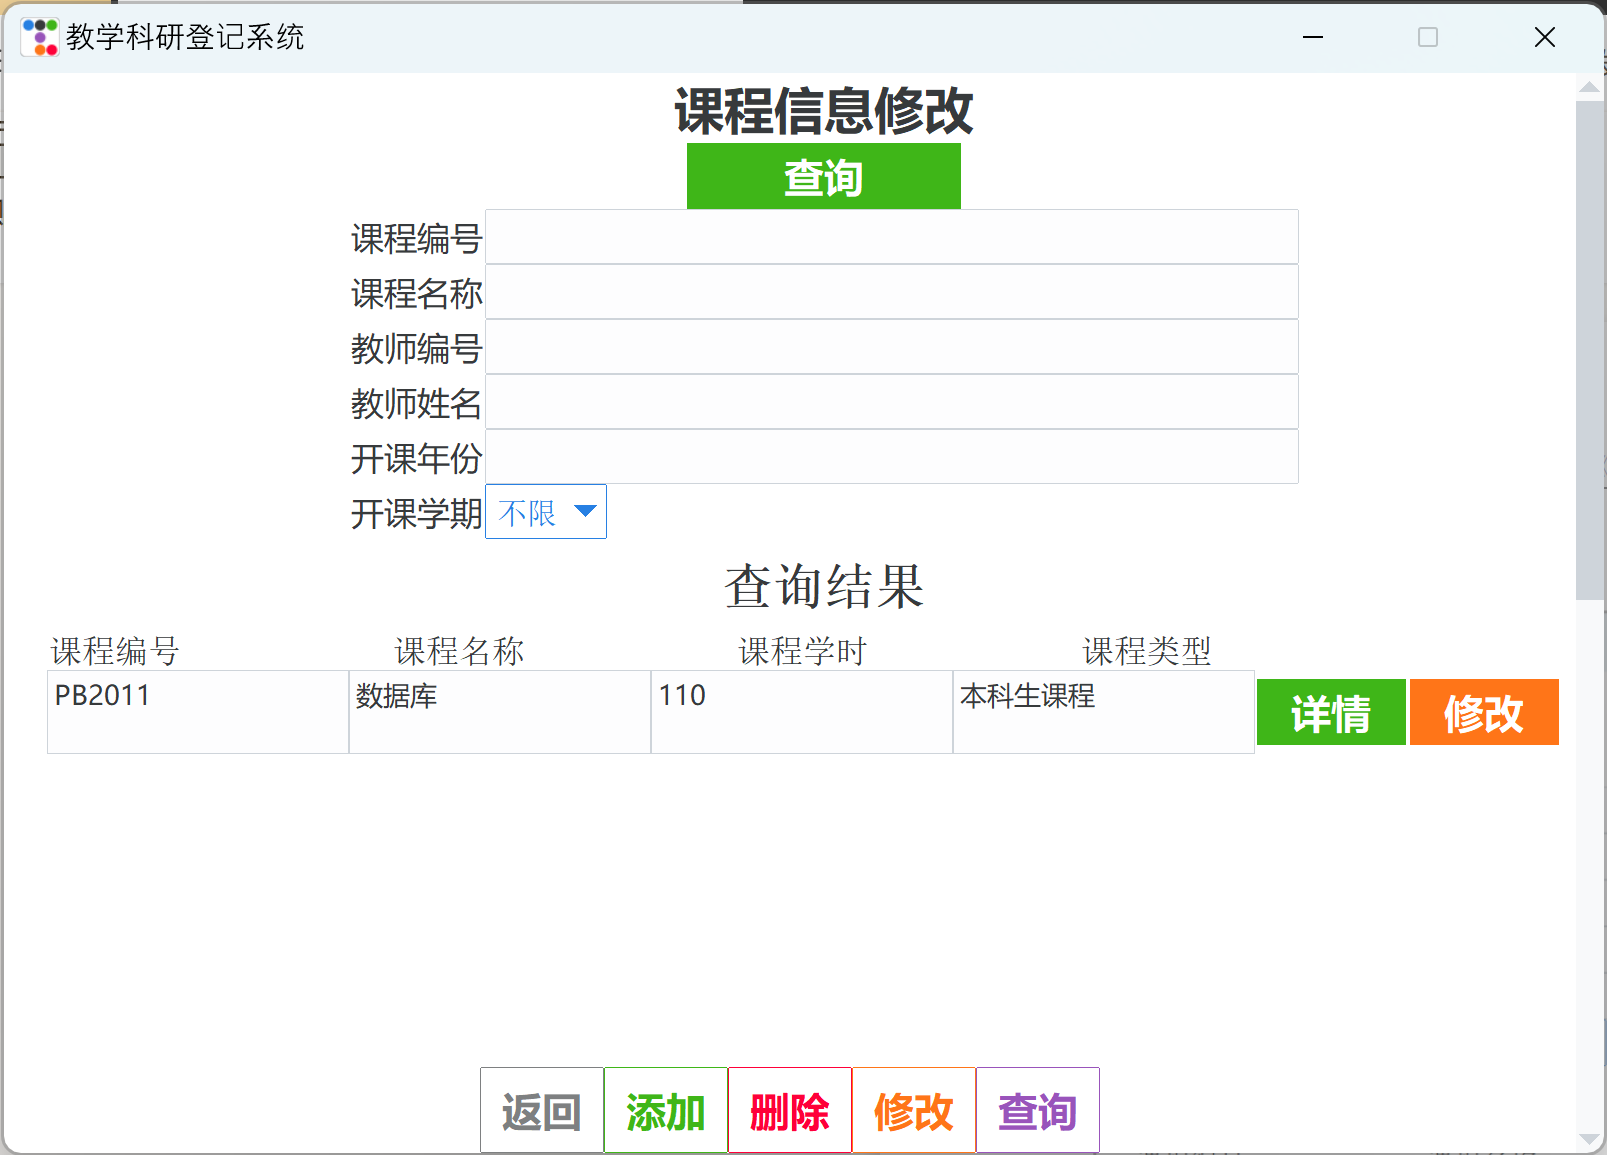 教学科研登记系统
课程信息修改
查询
课程编号
课程名称
教师编号
教师姓名
开课年份
开课学期 不限
查询结果
课程编号 课程名称 课程学时 课程类型
PB2011 数据库 110 本科生课程 详情 修改
返回 添加 删除 修改 查询